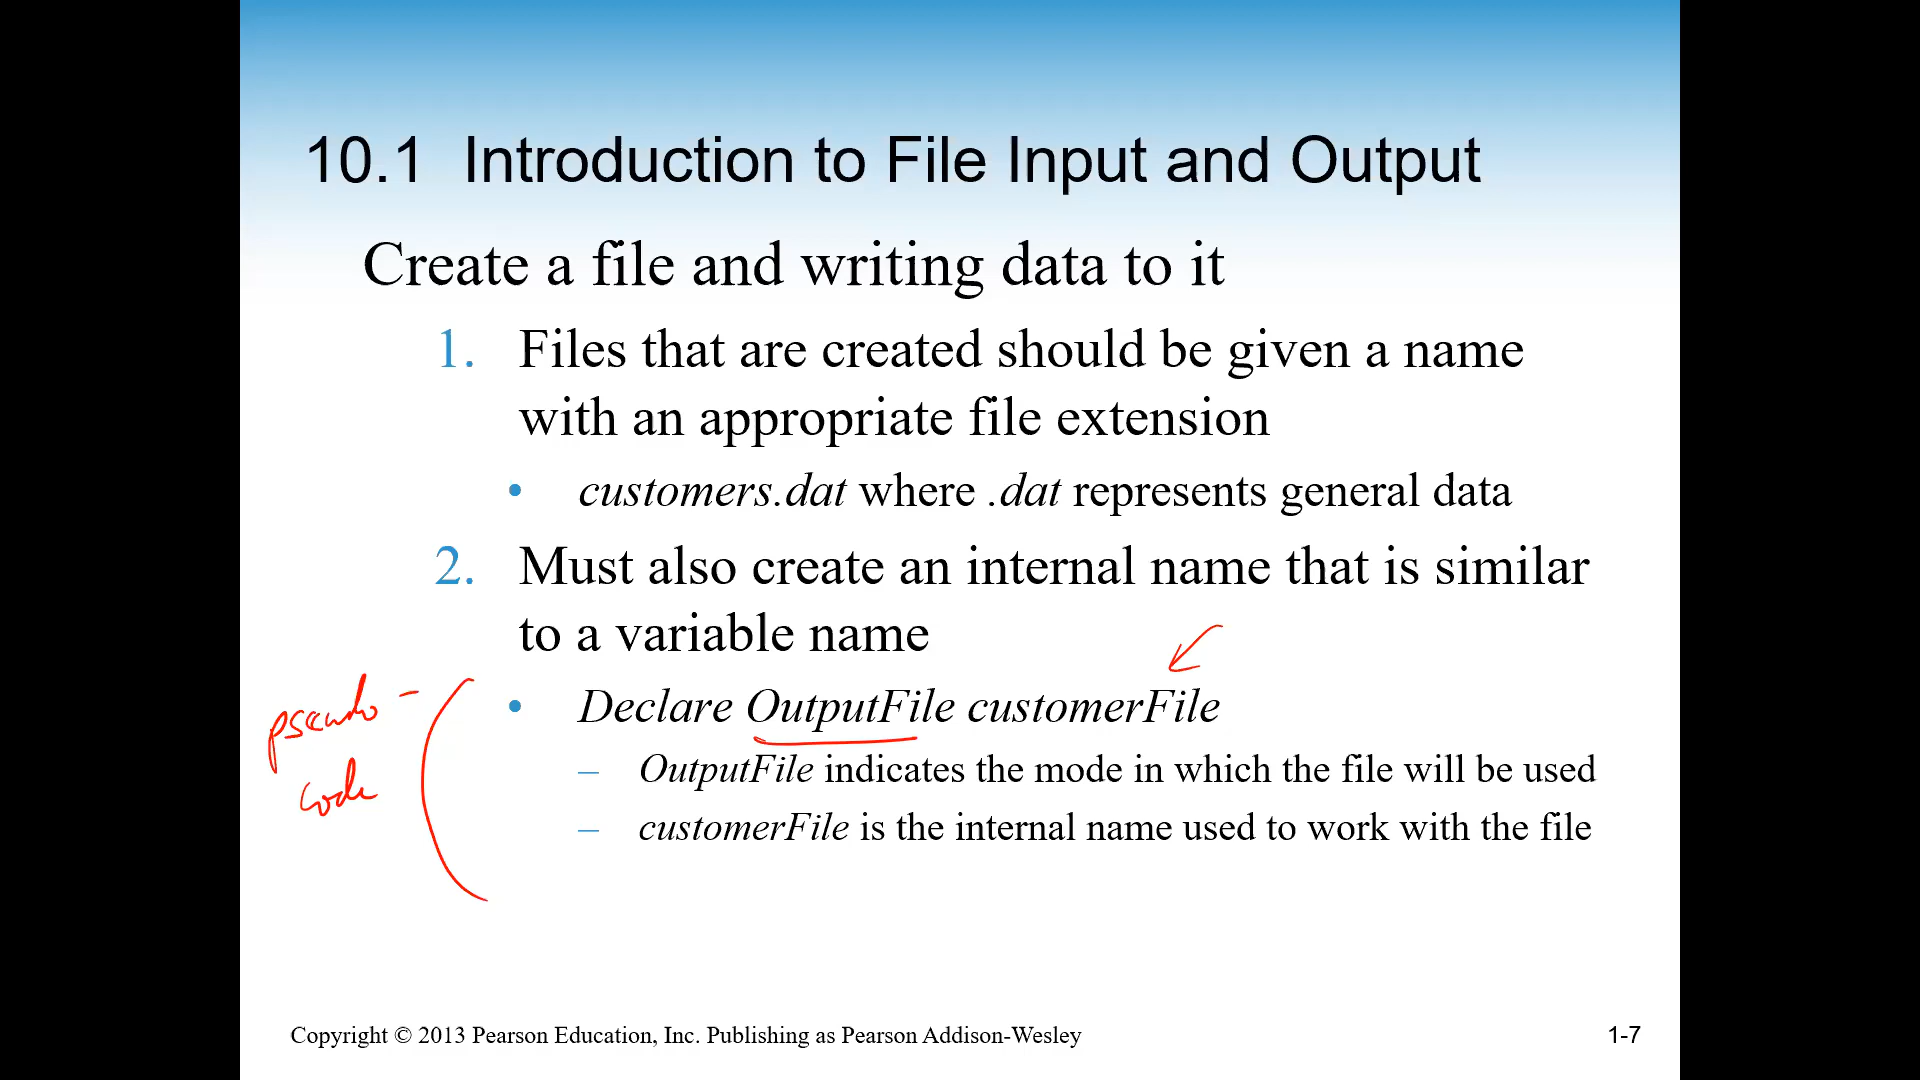 10.1 Introduction to File Input and Output
Create a file and writing data to it
1. Files that are created should be given a name
with an appropriate file extension
• customers.dat where .dat represents general data
2. Must also create an internal name that is similar
to a variable name
pseudo-
code
• Declare OutputFile customerFile
– OutputFile indicates the mode in which the file will be used
– customerFile is the internal name used to work with the file
Copyright © 2013 Pearson Education, Inc. Publishing as Pearson Addison-Wesley
1-7